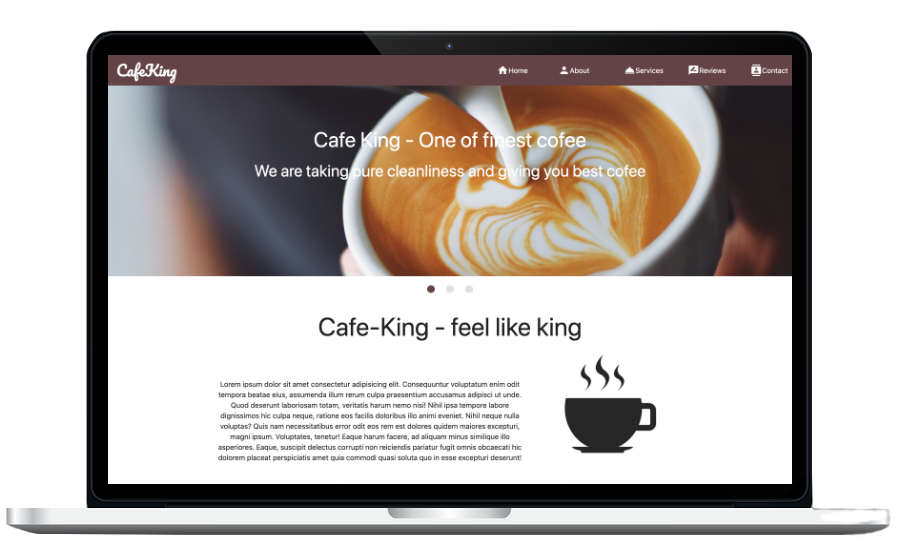 CafeKing
Home About Services Reviews Contact
Cafe King - One of finest cofee
We are taking pure cleanliness and giving you best cofee
Cafe-King - feel like king
Lorem ipsum dolor sit amet consectetur adipisicing elit. Consequuntur voluptatum enim odit
tempora beatae eius, assumenda illum rerum culpa praesentium accusamus adipisci ut unde.
Quod deserunt laboriosam totam, veritatis harum nemo nisi! Nihil ipsa tempore labore
dignissimos hic culpa neque, ratione eos facilis doloribus illo animi eveniet. Nihil neque nulla
voluptas? Quis nam necessitatibus error odit eos rem est dolores quidem maiores excepturi,
magni ipsum. Voluptates, tenetur! Eaque harum facere, ad aliquam minus similique illo
asperiores. Eaque, suscipit delectus corrupti non reiciendis pariatur fugit omnis obcaecati hic
dolorem placeat perspiciatis amet quia commodi quasi soluta quo in esse excepturi deserunt!